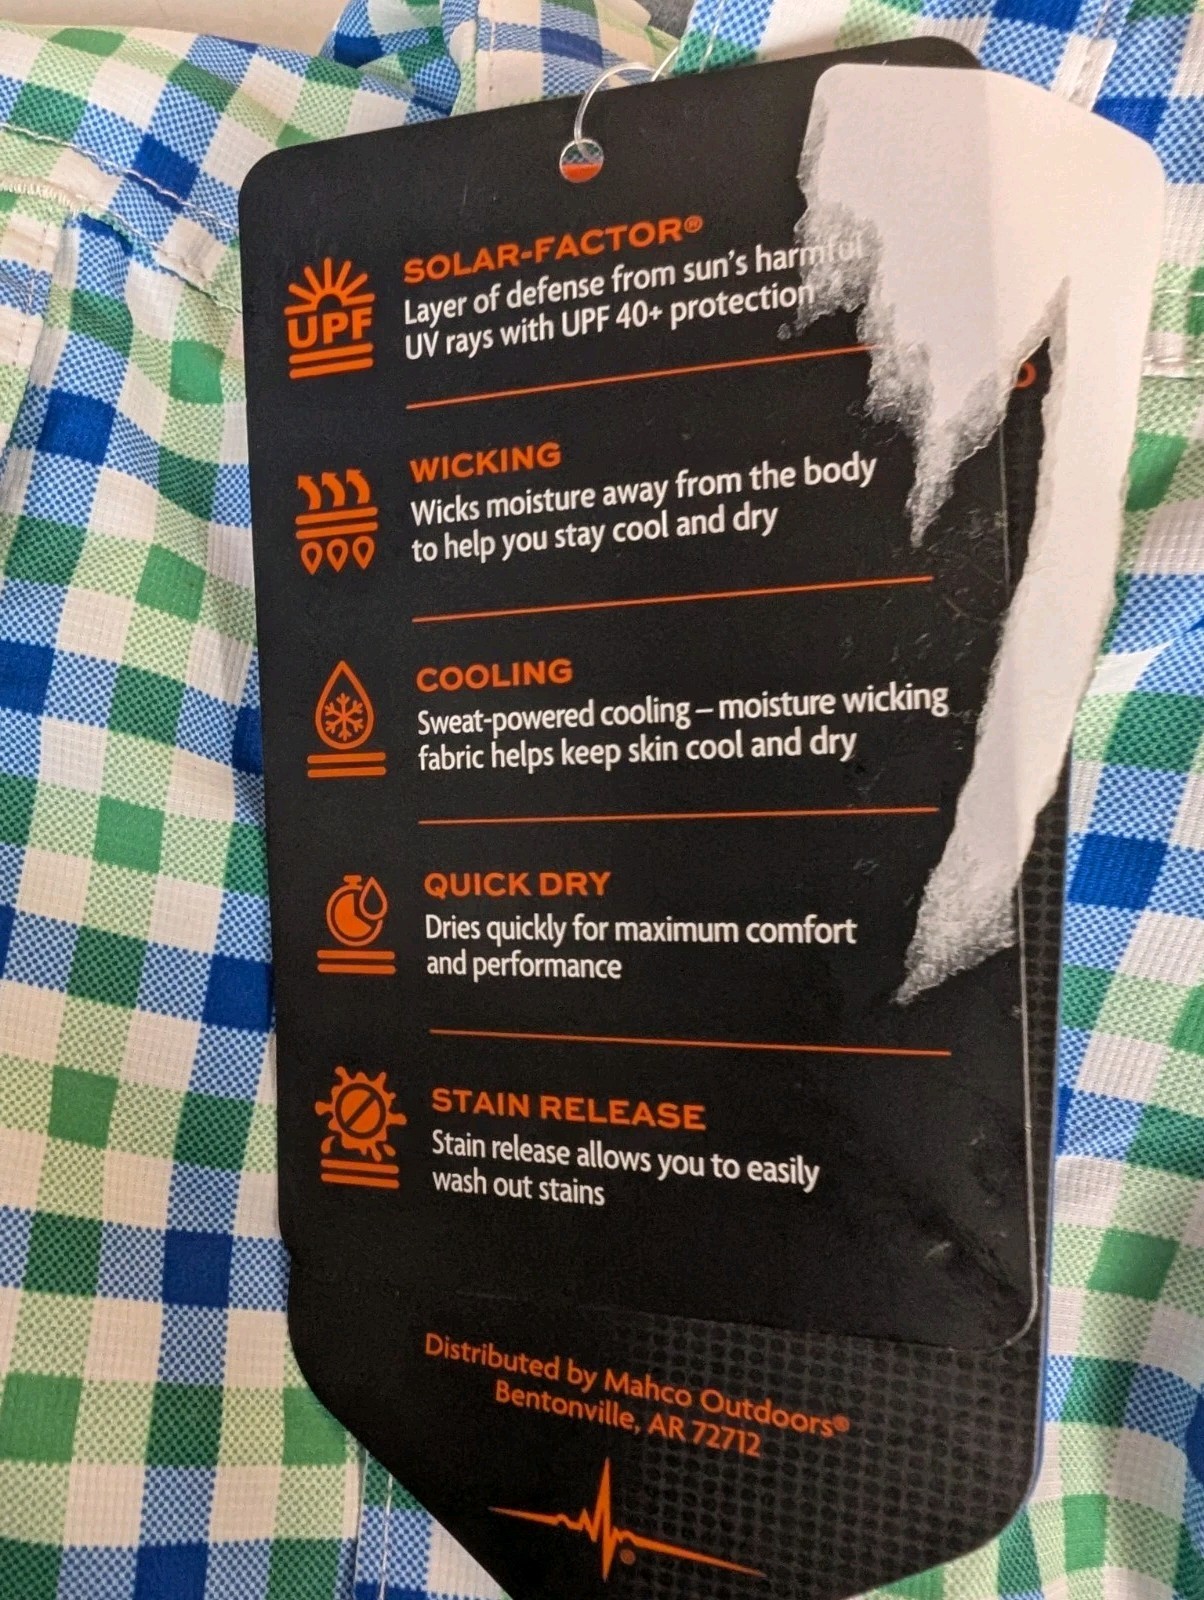 UPF
SOLAR-FACTOR®
Layer of defense from sun's harmful
UV rays with UPF 40+ protection
WICKING
Wicks moisture away from the body
to help you stay cool and dry
COOLING
Sweat-powered cooling – moisture wicking
fabric helps keep skin cool and dry
QUICK DRY
Dries quickly for maximum comfort
and performance
STAIN RELEASE
Stain release allows you to easily
wash out stains
Distributed by Mahco Outdoors®
Bentonville, AR 72712
®